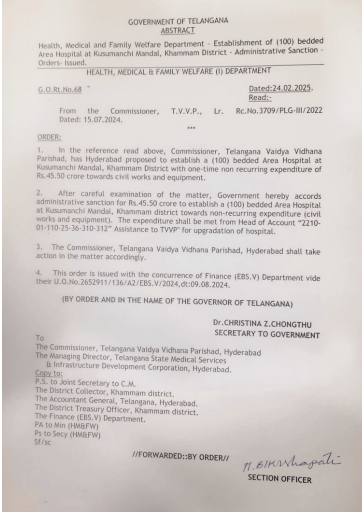 GOVERNMENT OF TELANGANA
ABSTRACT
Health, Medical and Family Welfare Department - Establishment of (100) bedded
Area Hospital at Kusumanchi Mandal, Khammam District - Administrative Sanction -
Orders- Issued.
HEALTH, MEDICAL & FAMILY WELFARE (I) DEPARTMENT
G.O.Rt.No.68
Dated:24.02.2025.
Read:-
From the Commissioner, T.V.V.P., Lr. Rc.No.3709/PLG-III/2022
Dated: 15.07.2024.
***
ORDER:
1. In the reference read above, Commissioner, Telangana Vaidya Vidhana
Parishad, has Hyderabad proposed to establish a (100) bedded Area Hospital at
Kusumanchi Mandal, Khammam District with one-time non recurring expenditure of
Rs.45.50 crore towards civil works and equipment.
2. After careful examination of the matter, Government hereby accords
administrative sanction for Rs.45.50 crore to establish a (100) bedded Area Hospital
at Kusumanchi Mandal, Khammam district towards non-recurring expenditure (civil
works and equipment). The expenditure shall be met from Head of Account "2210-
01-110-25-36-310-312" Assistance to TVVP" for upgradation of hospital.
3. The Commissioner, Telangana Vaidya Vidhana Parishad, Hyderabad shall take
action in the matter accordingly.
4. This order is issued with the concurrence of Finance (EBS.V) Department vide
their U.O.No.2652911/136/A2/EBS.V/2024,dt:09.08.2024.
(BY ORDER AND IN THE NAME OF THE GOVERNOR OF TELANGANA)
Dr.CHRISTINA Z.CHONGTHU
SECRETARY TO GOVERNMENT
To
The Commissioner, Telangana Vaidya Vidhana Parishad, Hyderabad
The Managing Director, Telangana State Medical Services
& Infrastructure Development Corporation, Hyderabad.
Copy to:
P.S. to Joint Secretary to C.M.
The District Collector, Khammam district.
The Accountant General, Telangana, Hyderabad.
The District Treasury Officer, Khammam district.
The Finance (EBS.V) Department.
PA to Min (HM&FW)
Ps to Secy (HM&FW)
Sf/sc
//FORWARDED::BY ORDER//
SECTION OFFICER